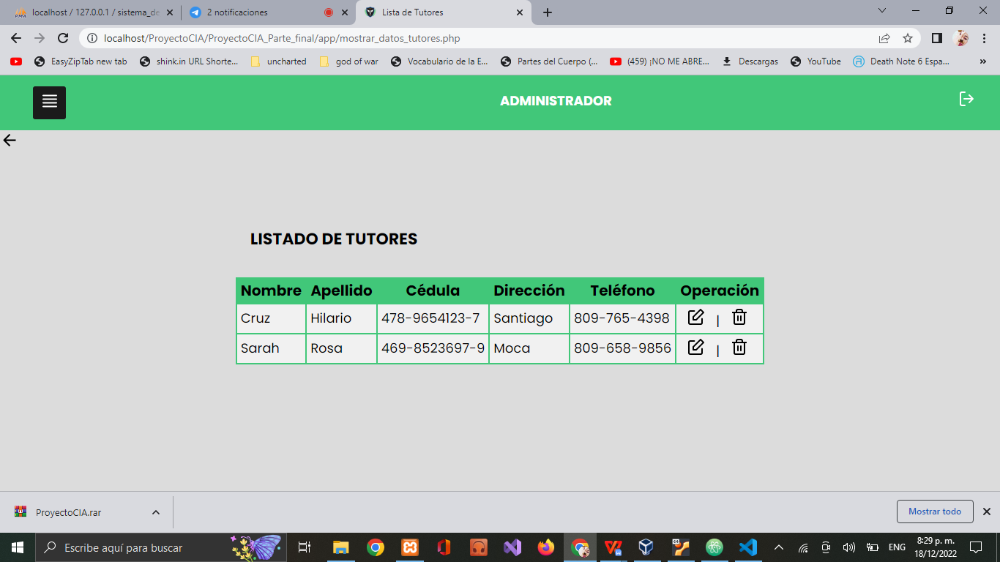 localhost / 127.0.0.1 / sistema_de
2 notificaciones
Lista de Tutores
localhost/ProyectoCIA/ProyectoCIA_Parte_final/app/mostrar_datos_tutores.php
EasyZipTab new tab
shink.in URL Shorte...
uncharted
god of war
Vocabulario de la E...
Partes del Cuerpo (...
(459) ¡NO ME ABRE...
Descargas
YouTube
Death Note 6 Espa...
»
ADMINISTRADOR
LISTADO DE TUTORES
Nombre Apellido Cédula Dirección Teléfono Operación
Cruz Hilario 478-9654123-7 Santiago 809-765-4398 |
Sarah Rosa 469-8523697-9 Moca 809-658-9856 |
ProyectoCIA.rar
Mostrar todo
Escribe aquí para buscar
ENG
8:29 p. m.
18/12/2022